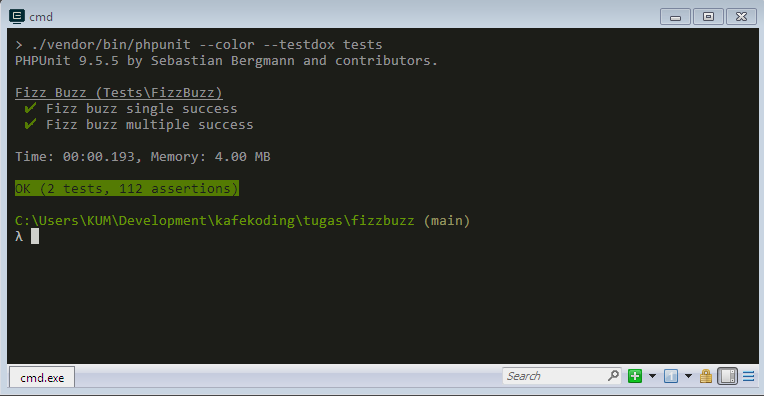 cmd
> ./vendor/bin/phpunit --color --testdox tests
PHPUnit 9.5.5 by Sebastian Bergmann and contributors.
Fizz Buzz (Tests\FizzBuzz)
✔ Fizz buzz single success
✔ Fizz buzz multiple success
Time: 00:00.193, Memory: 4.00 MB
OK (2 tests, 112 assertions)
C:\Users\KUM\Development\kafekoding\tugas\fizzbuzz (main)
λ
cmd.exe
Search
1